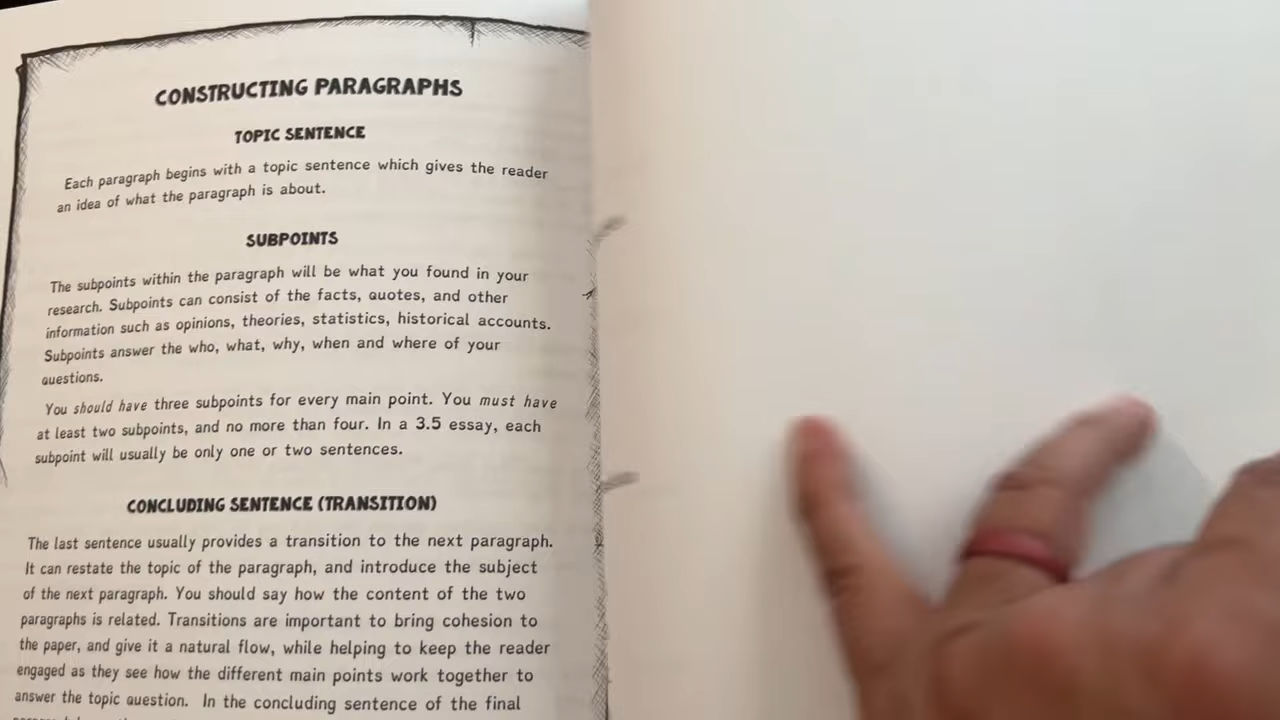 CONSTRUCTING PARAGRAPHS
TOPIC SENTENCE
Each paragraph begins with a topic sentence which gives the reader
an idea of what the paragraph is about.
SUBPOINTS
The subpoints within the paragraph will be what you found in your
research. Subpoints can consist of the facts, quotes, and other
information such as opinions, theories, statistics, historical accounts.
Subpoints answer the who, what, why, when and where of your
questions.
You should have three subpoints for every main point. You must have
at least two subpoints, and no more than four. In a 3.5 essay, each
subpoint will usually be only one or two sentences.
CONCLUDING SENTENCE (TRANSITION)
The last sentence usually provides a transition to the next paragraph.
It can restate the topic of the paragraph, and introduce the subject
of the next paragraph. You should say how the content of the two
paragraphs is related. Transitions are important to bring cohesion to
the paper, and give it a natural flow, while helping to keep the reader
engaged as they see how the different main points work together to
answer the topic question. In the concluding sentence of the final